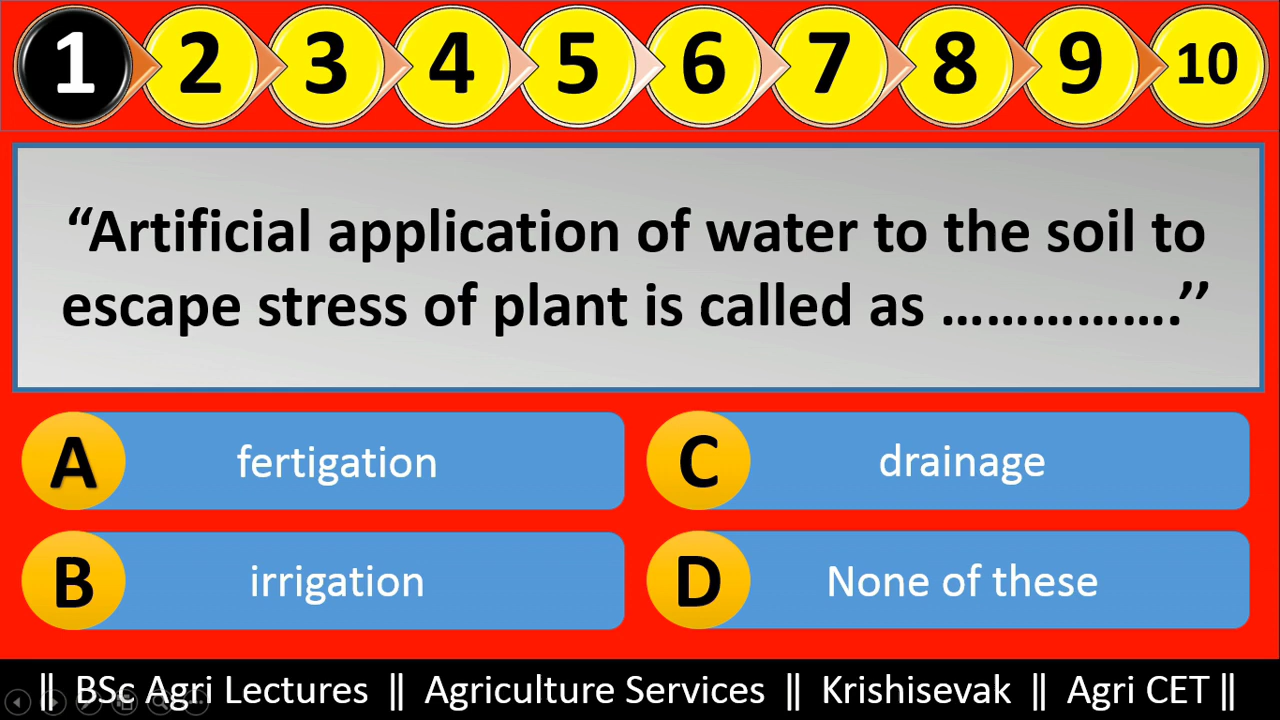 1 2 3 4 5 6 7 8 9 10
“Artificial application of water to the soil to
escape stress of plant is called as …………….’’
A fertigation
C drainage
B irrigation
D None of these
|| BSc Agri Lectures || Agriculture Services || Krishisevak || Agri CET ||